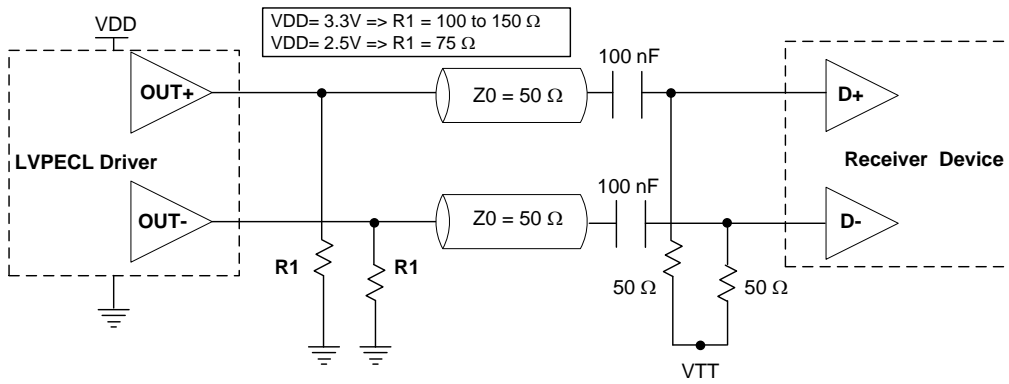 VDD
VDD= 3.3V => R1 = 100 to 150 Ω
VDD= 2.5V => R1 = 75 Ω
100 nF
OUT+
Z0 = 50 Ω
D+
LVPECL Driver
Receiver Device
100 nF
OUT-
Z0 = 50 Ω
D-
R1
R1
50 Ω
50 Ω
VTT